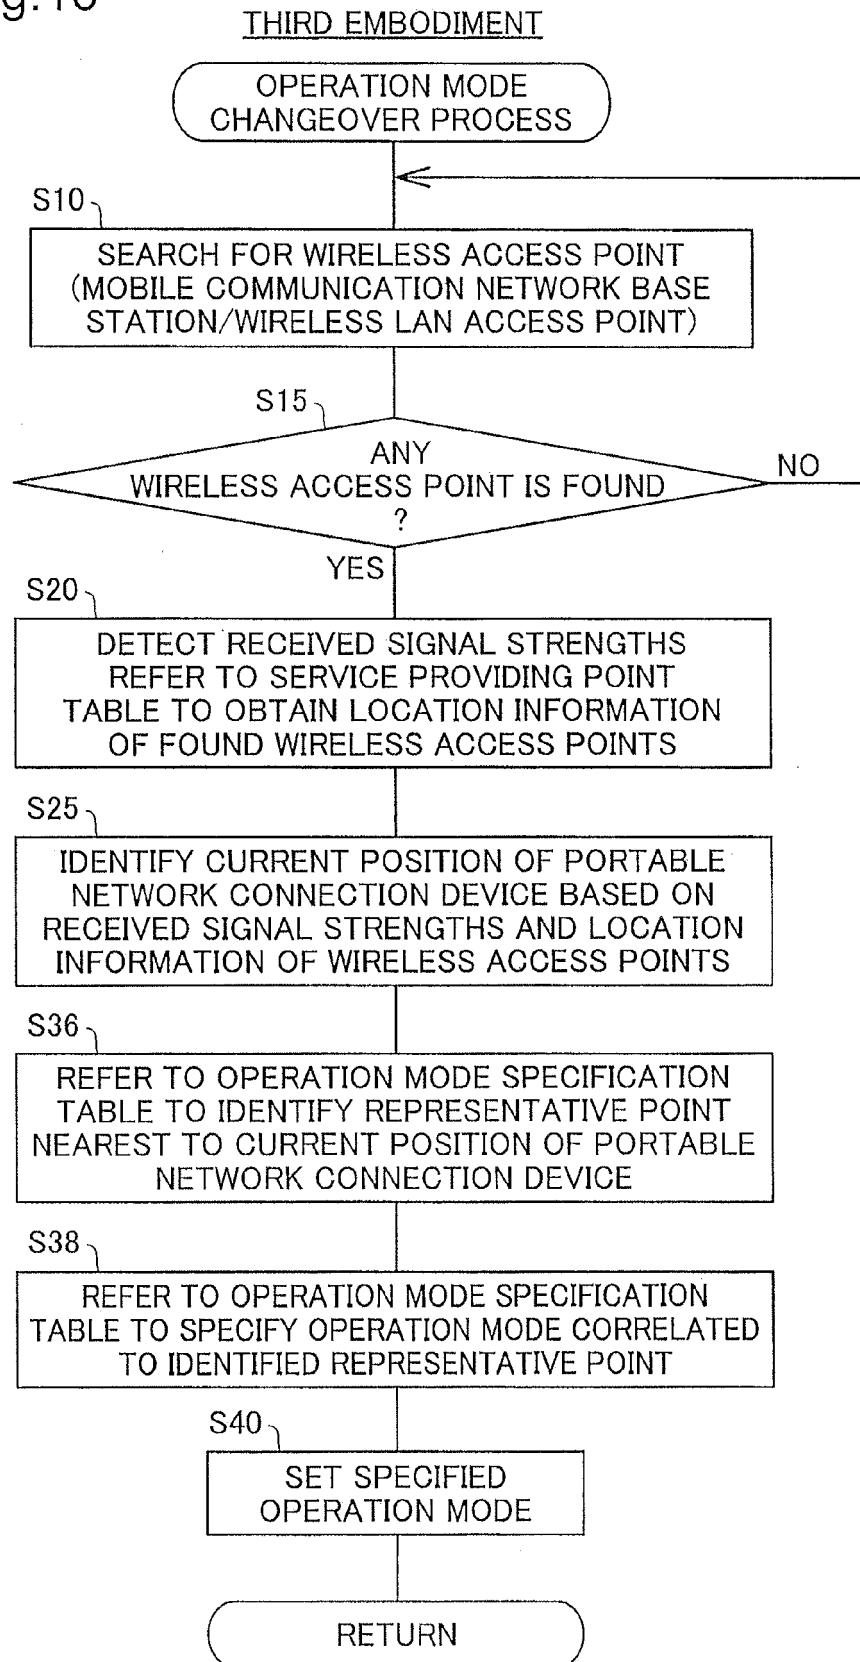 THIRD EMBODIMENT
OPERATION MODE
CHANGEOVER PROCESS
S10
SEARCH FOR WIRELESS ACCESS POINT
(MOBILE COMMUNICATION NETWORK BASE
STATION/WIRELESS LAN ACCESS POINT)
S15
ANY
WIRELESS ACCESS POINT IS FOUND
?
NO
YES
S20
DETECT RECEIVED SIGNAL STRENGTHS
REFER TO SERVICE PROVIDING POINT
TABLE TO OBTAIN LOCATION INFORMATION
OF FOUND WIRELESS ACCESS POINTS
S25
IDENTIFY CURRENT POSITION OF PORTABLE
NETWORK CONNECTION DEVICE BASED ON
RECEIVED SIGNAL STRENGTHS AND LOCATION
INFORMATION OF WIRELESS ACCESS POINTS
S36
REFER TO OPERATION MODE SPECIFICATION
TABLE TO IDENTIFY REPRESENTATIVE POINT
NEAREST TO CURRENT POSITION OF PORTABLE
NETWORK CONNECTION DEVICE
S38
REFER TO OPERATION MODE SPECIFICATION
TABLE TO SPECIFY OPERATION MODE CORRELATED
TO IDENTIFIED REPRESENTATIVE POINT
S40
SET SPECIFIED
OPERATION MODE
RETURN